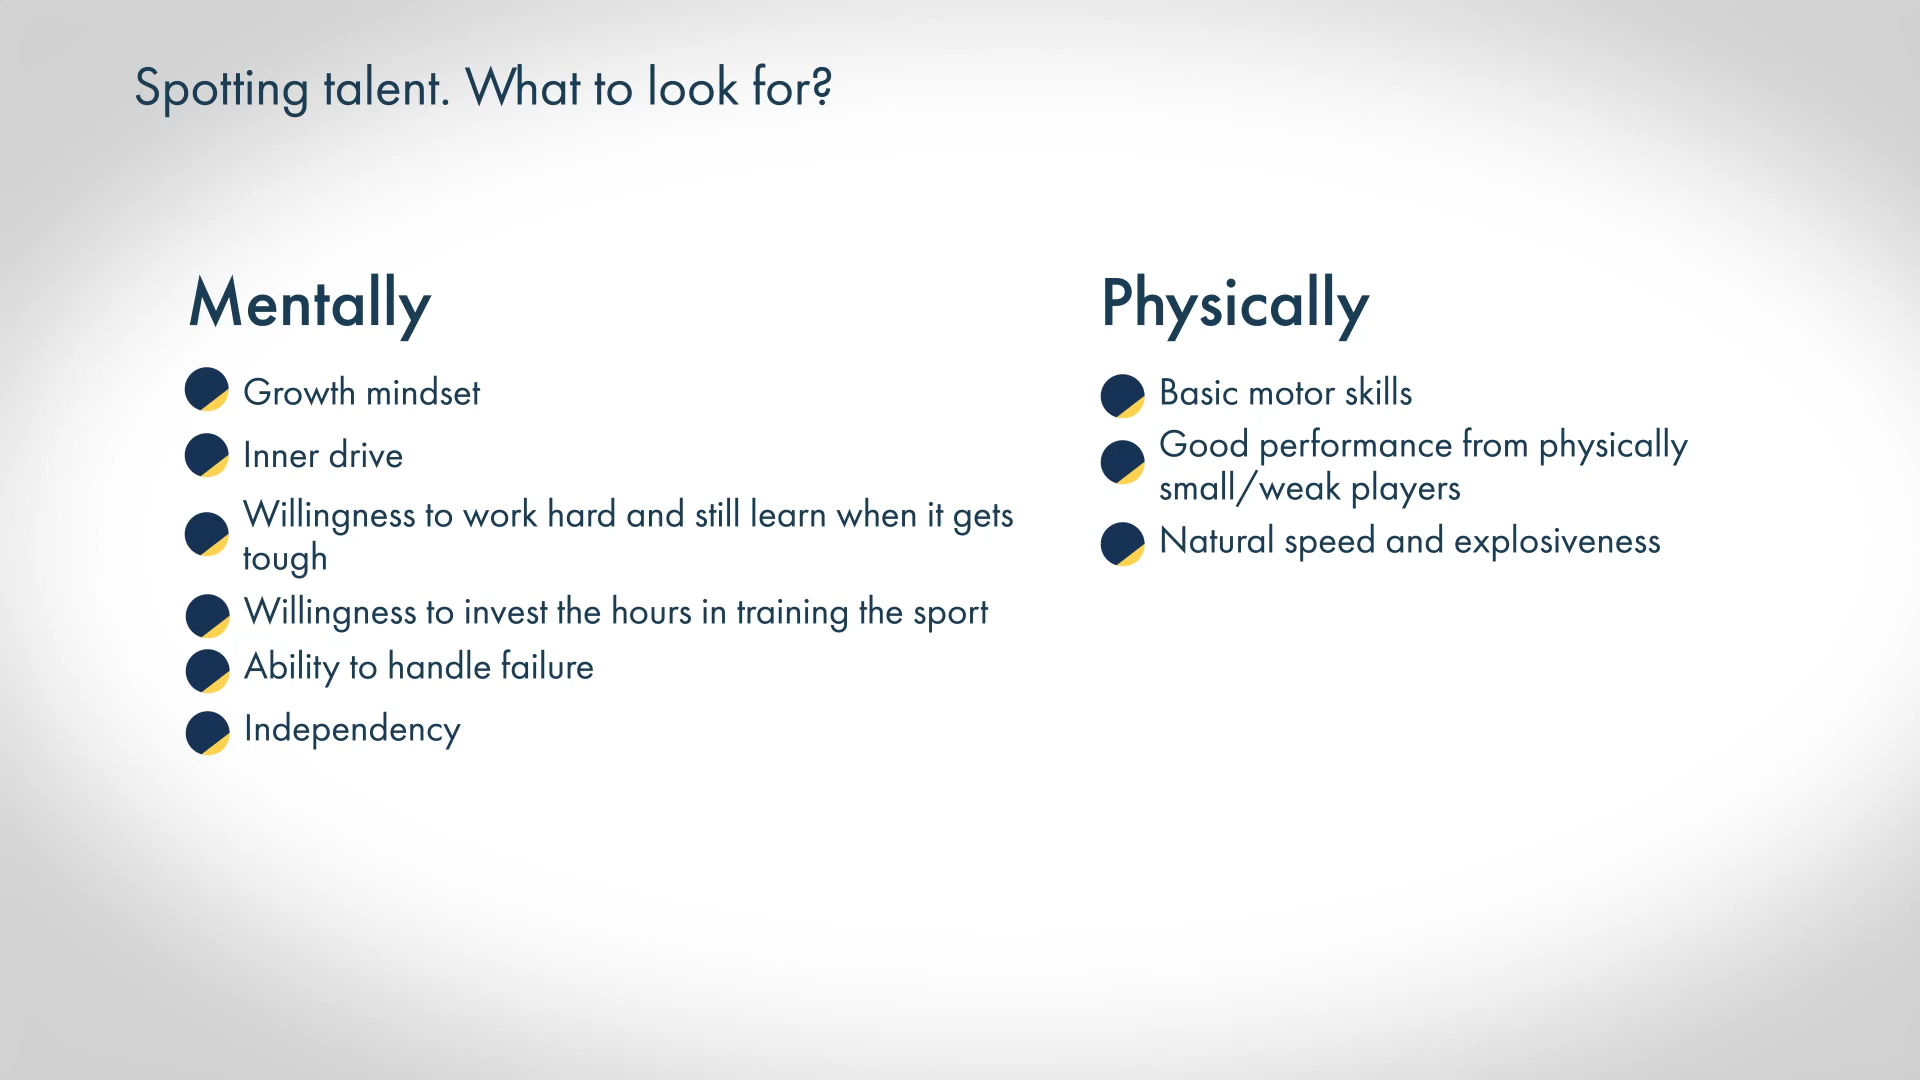 Spotting talent. What to look for?
Mentally
Growth mindset
Inner drive
Willingness to work hard and still learn when it gets
tough
Willingness to invest the hours in training the sport
Ability to handle failure
Independency
Physically
Basic motor skills
Good performance from physically
small/weak players
Natural speed and explosiveness